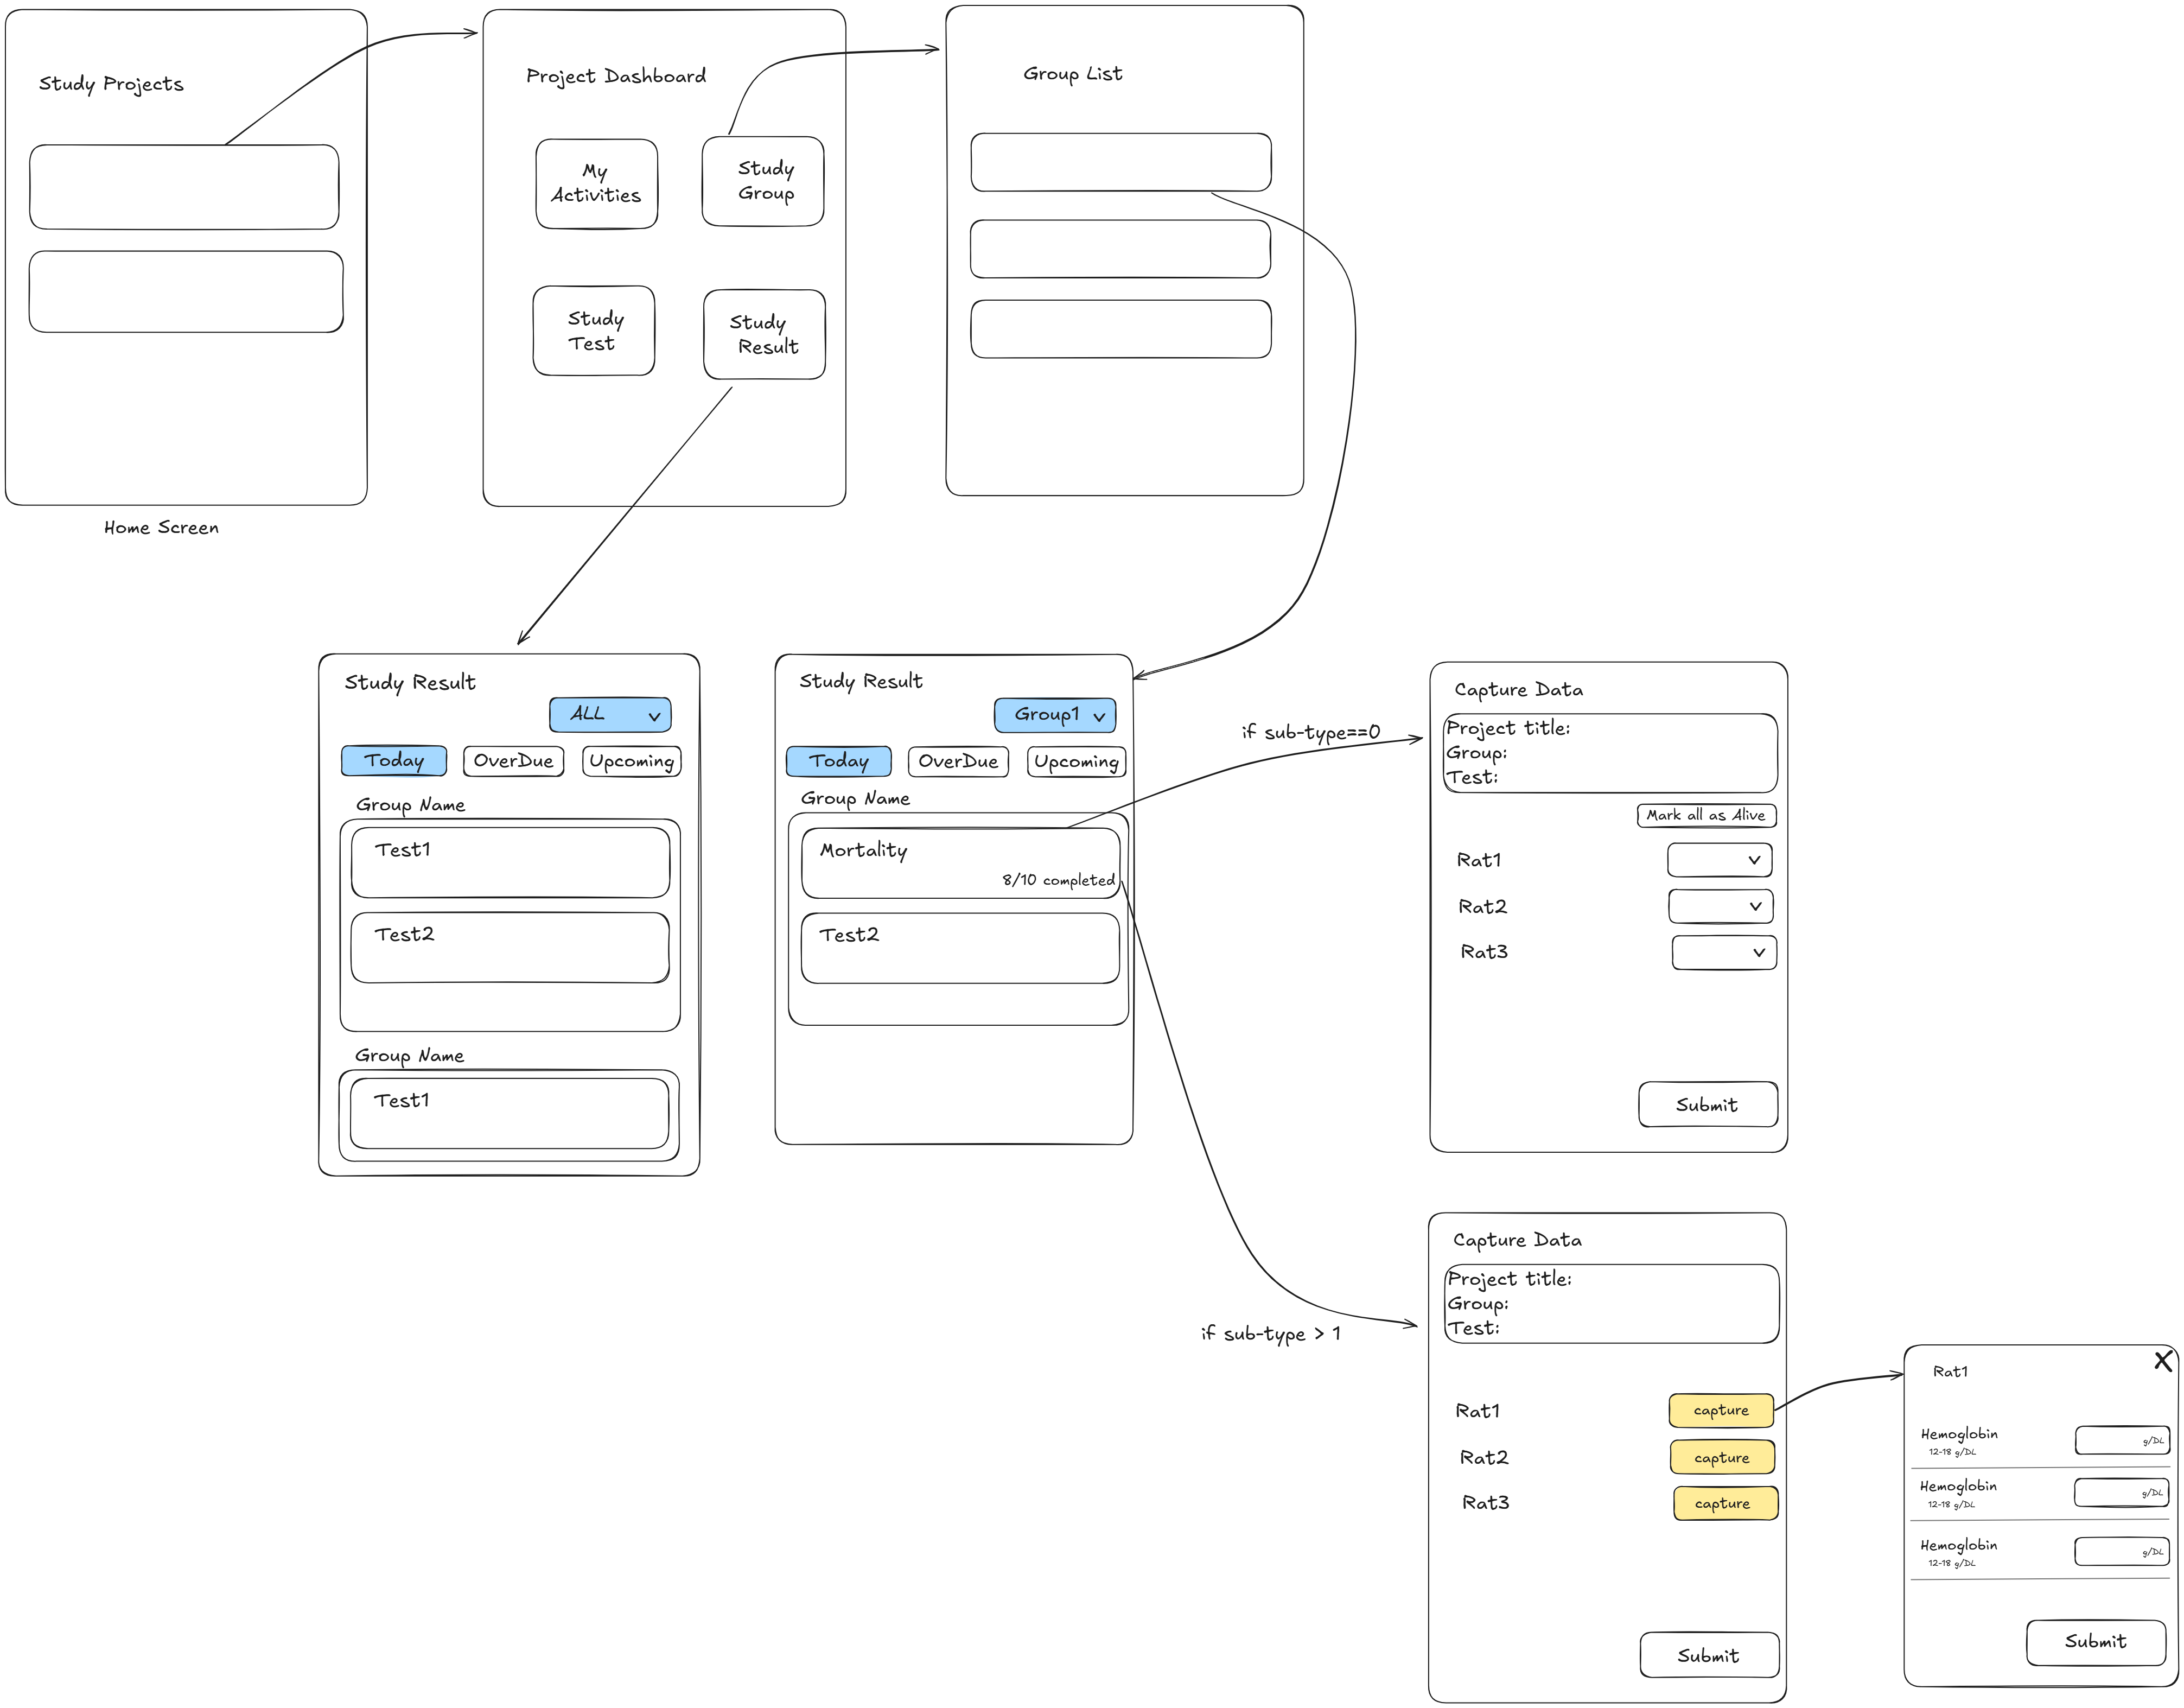 Study Projects
Home Screen
Project Dashboard
My
Activities
Study
Group
Study
Test
Study
Result
Group List
Study Result
ALL
Today
OverDue
Upcoming
Group Name
Test1
Test2
Group Name
Test1
Study Result
Group1
Today
OverDue
Upcoming
Group Name
Mortality
8/10 completed
Test2
if sub-type==0
Capture Data
Project title:
Group:
Test:
Mark all as Alive
Rat1
Rat2
Rat3
Submit
if sub-type > 1
Capture Data
Project title:
Group:
Test:
Rat1
capture
Rat2
capture
Rat3
capture
Submit
X
Rat1
Hemoglobin
12-18 g/DL
g/DL
Hemoglobin
12-18 g/DL
g/DL
Hemoglobin
12-18 g/DL
g/DL
Submit